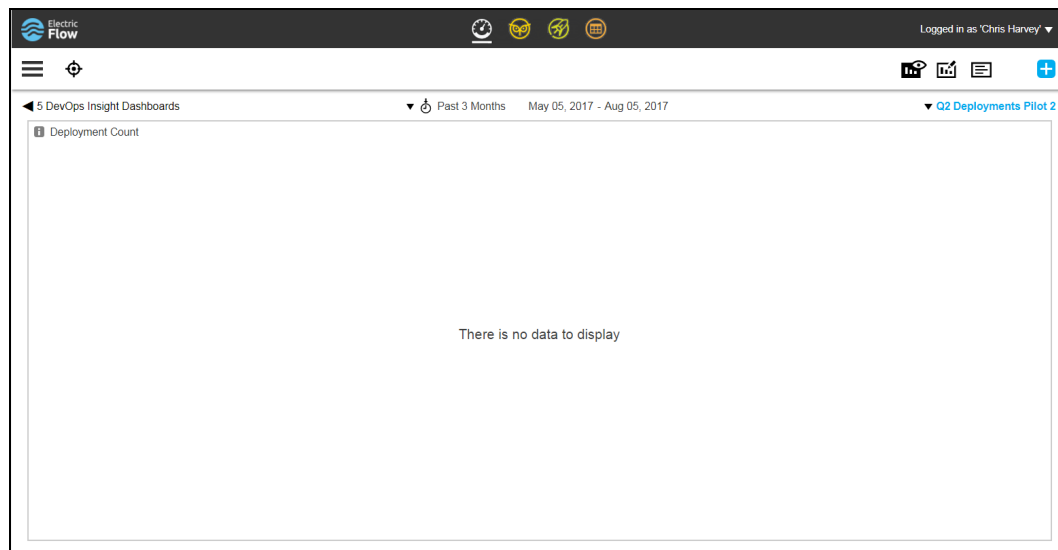 Electric
Flow
Logged in as 'Chris Harvey'
5 DevOps Insight Dashboards
Past 3 Months May 05, 2017 - Aug 05, 2017
Q2 Deployments Pilot 2
Deployment Count
There is no data to display